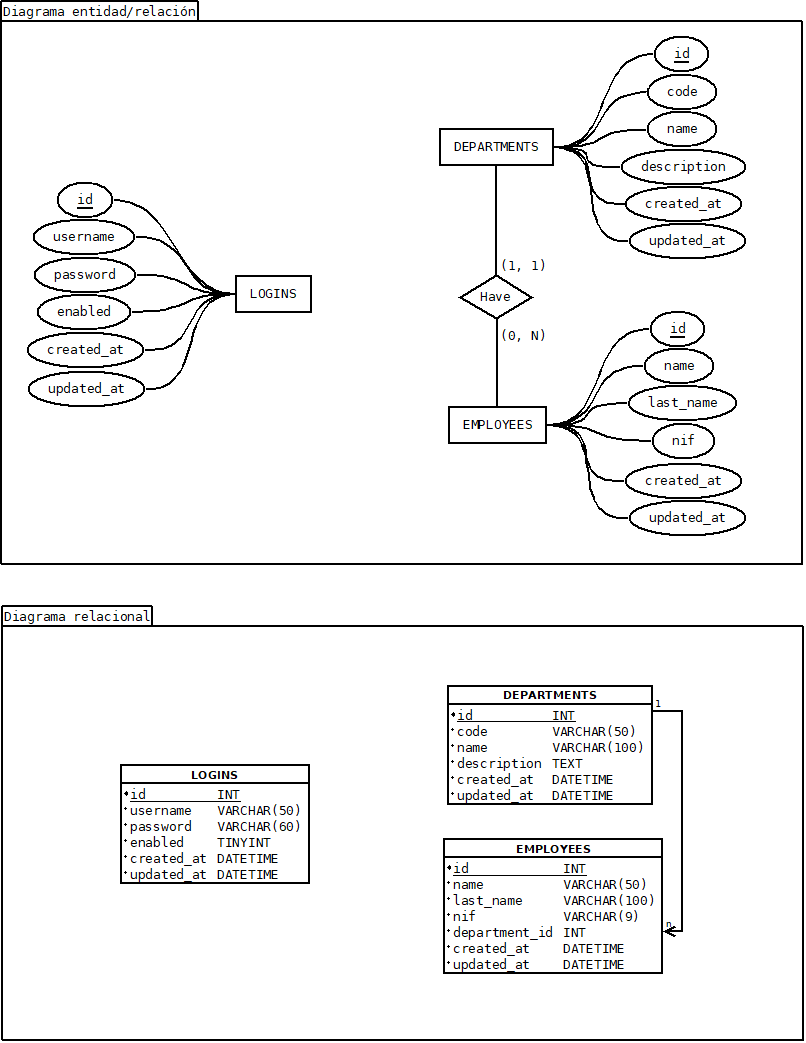 Diagrama entidad/relación
id
username
password
enabled
created_at
updated_at
LOGINS
DEPARTMENTS
id
code
name
description
created_at
updated_at
(1, 1)
Have
(0, N)
EMPLOYEES
id
name
last_name
nif
created_at
updated_at
Diagrama relacional
LOGINS
id INT
username VARCHAR(50)
password VARCHAR(60)
enabled TINYINT
created_at DATETIME
updated_at DATETIME
DEPARTMENTS
id INT
code VARCHAR(50)
name VARCHAR(100)
description TEXT
created_at DATETIME
updated_at DATETIME
1
EMPLOYEES
id INT
name VARCHAR(50)
last_name VARCHAR(100)
nif VARCHAR(9)
department_id INT
created_at DATETIME
updated_at DATETIME
n